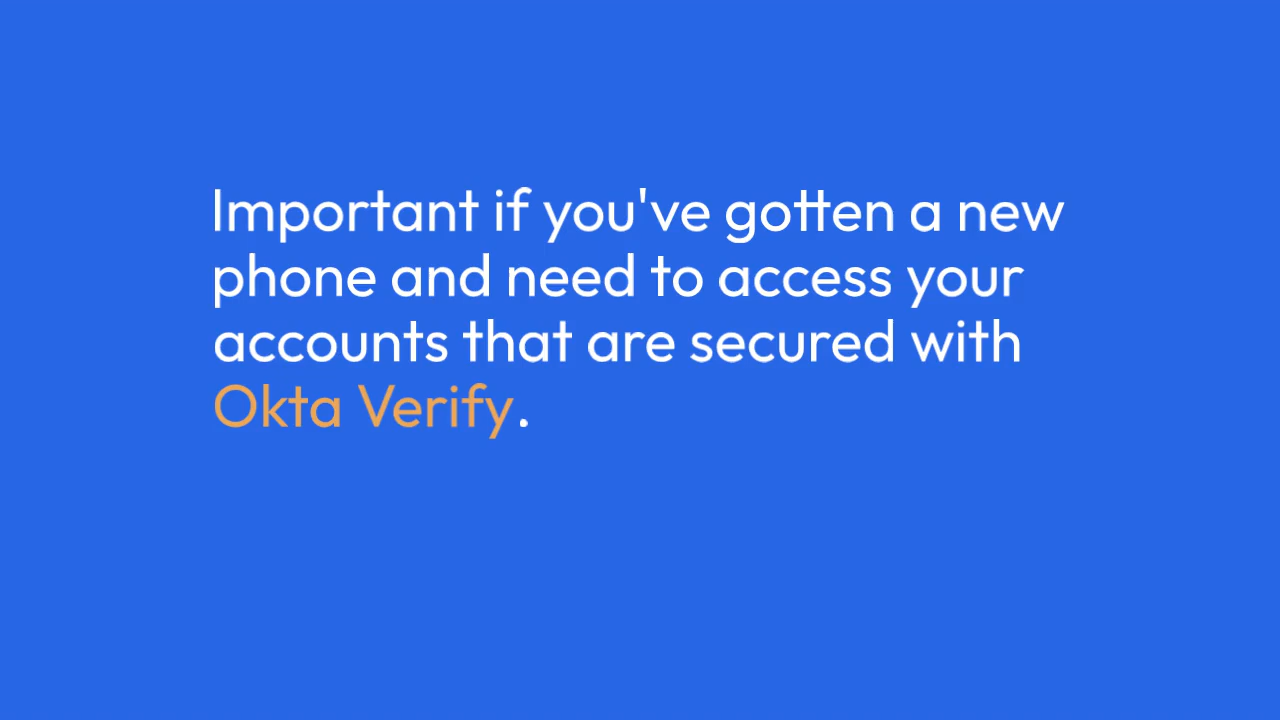 Important if you've gotten a new
phone and need to access your
accounts that are secured with
Okta Verify.